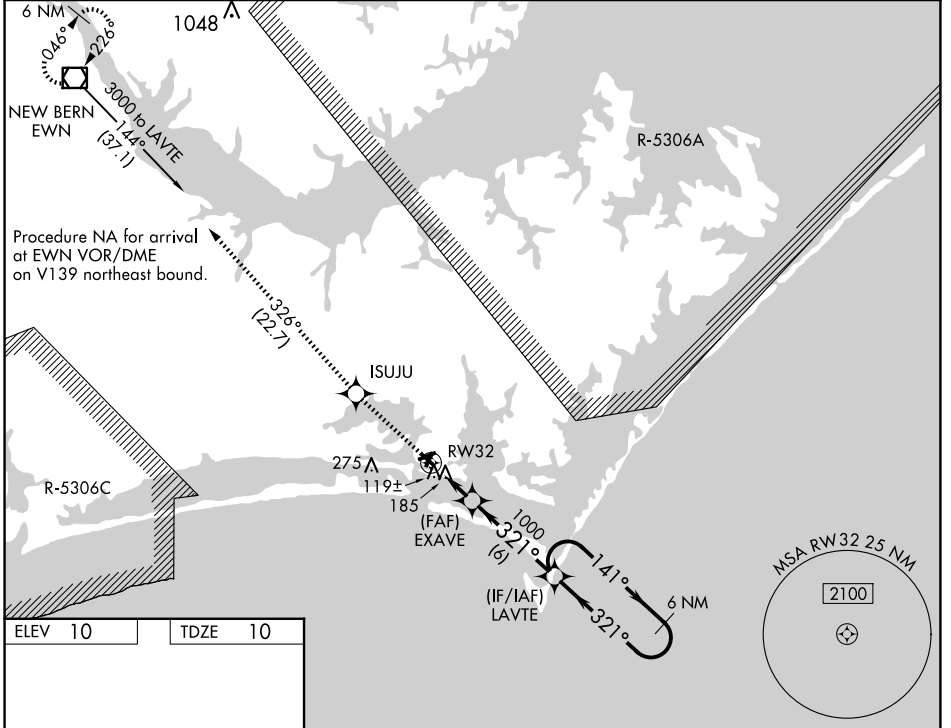 6 NM
1048
046°
226°
NEW BERN
EWN
3000 to LAVTE
144°
(37.1)
R-5306A
Procedure NA for arrival
at EWN VOR/DME
on V139 northeast bound.
326°
(22.7)
ISUJU
RW32
275
119±
185
R-5306C
(FAF)
EXAVE
1000
321°
(6)
(IF/IAF)
LAVTE
141°
6 NM
321°
MSA RW32 25 NM
2100
ELEV 10
TDZE 10